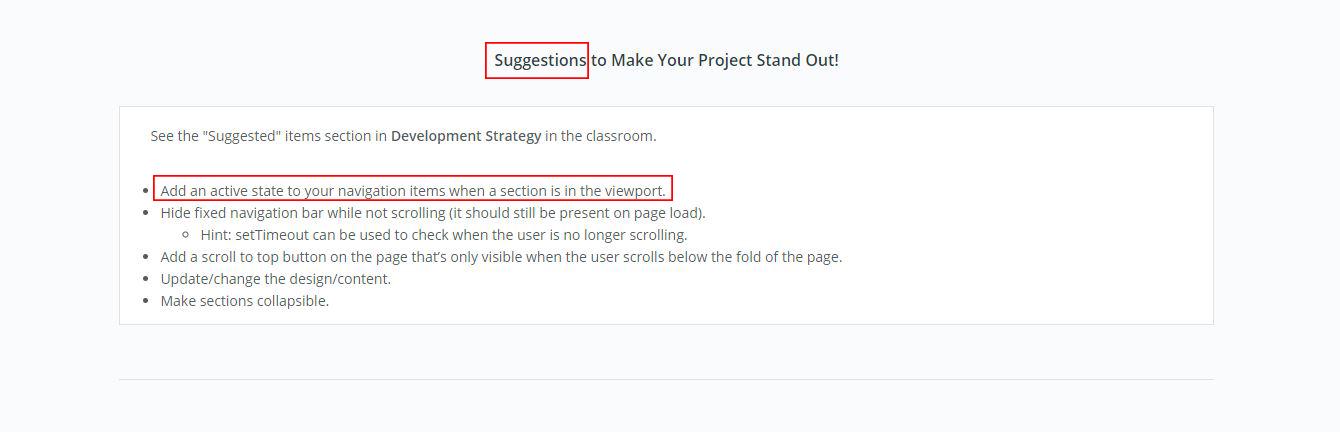 Suggestions to Make Your Project Stand Out!
See the "Suggested" items section in Development Strategy in the classroom.
Add an active state to your navigation items when a section is in the viewport.
Hide fixed navigation bar while not scrolling (it should still be present on page load).
Hint: setTimeout can be used to check when the user is no longer scrolling.
Add a scroll to top button on the page that’s only visible when the user scrolls below the fold of the page.
Update/change the design/content.
Make sections collapsible.